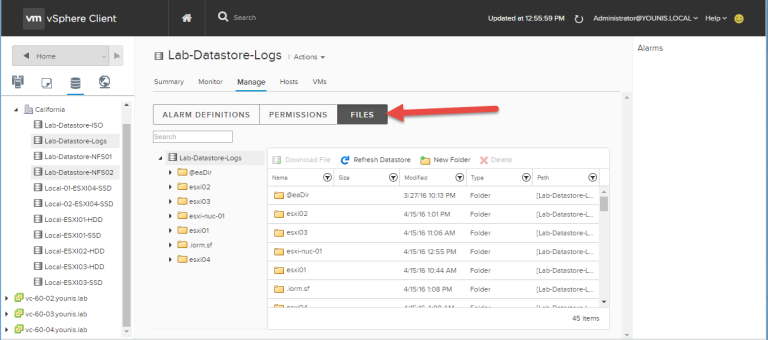 vm vSphere Client
Search
Updated at 12:55:59 PM
Administrator@YOUNIS.LOCAL
Help
Home
California
Lab-Datastore-ISO
Lab-Datastore-Logs
Lab-Datastore-NFS01
Lab-Datastore-NFS02
Local-01-ESXI04-SSD
Local-02-ESXI04-SSD
Local-ESXI01-HDD
Local-ESXI01-SSD
Local-ESXI02-HDD
Local-ESXI03-HDD
Local-ESXI03-SSD
vc-60-02.younis.lab
vc-60-03.younis.lab
vc-60-04.younis.lab
Lab-Datastore-Logs
Actions
Summary Monitor Manage Hosts VMs
ALARM DEFINITIONS PERMISSIONS FILES
Search
Lab-Datastore-Logs
@eaDir
esxi02
esxi03
esxi-nuc-01
esxi01
.iorm.sf
esxi04
Download File Refresh Datastore New Folder Delete
Name Size Modified Type Path
@eaDir 3/27/16 10:13 PM Folder [Lab-Datastore-L...
esxi02 4/15/16 1:01 PM Folder [Lab-Datastore-L...
esxi03 4/15/16 11:06 AM Folder [Lab-Datastore-L...
esxi-nuc-01 4/15/16 12:55 PM Folder [Lab-Datastore-L...
esxi01 4/15/16 10:44 AM Folder [Lab-Datastore-L...
.iorm.sf 4/15/16 1:08 PM Folder [Lab-Datastore-L...
esxi04 Folder [Lab-Datastore-L...
45 items
Alarms